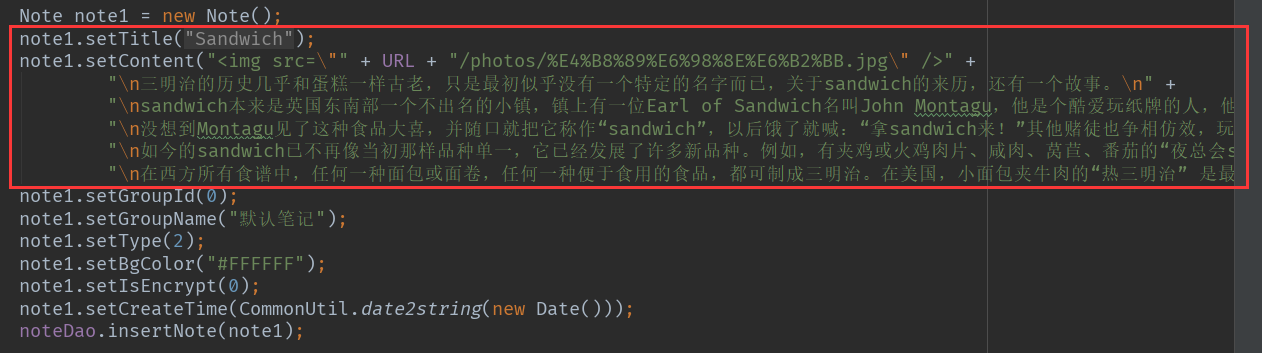 Note note1 = new Note();
note1.setTitle("Sandwich");
note1.setContent("<img src=\"" + URL + "/photos/%E4%B8%89%E6%98%8E%E6%B2%BB.jpg\" />" +
"\n三明治的历史几乎和蛋糕一样古老，只是最初似乎没有一个特定的名字而已，关于sandwich的来历，还有一个故事。\n" +
"\nsandwich本来是英国东南部一个不出名的小镇，镇上有一位Earl of Sandwich名叫John Montagu，他是个酷爱玩纸牌的人，他
"\n没想到Montagu见了这种食品大喜，并随口就把它称作“sandwich”，以后饿了就喊：“拿sandwich来！”其他赌徒也争相仿效，玩
"\n如今的sandwich已不再像当初那样品种单一，它已经发展了许多新品种。例如，有夹鸡或火鸡肉片、咸肉、莴苣、番茄的“夜总会s
"\n在西方所有食谱中，任何一种面包或面卷，任何一种便于食用的食品，都可制成三明治。在美国，小面包夹牛肉的“热三明治” 是最
note1.setGroupId(0);
note1.setGroupName("默认笔记");
note1.setType(2);
note1.setBgColor("#FFFFFF");
note1.setIsEncrypt(0);
note1.setCreateTime(CommonUtil.date2string(new Date()));
noteDao.insertNote(note1);